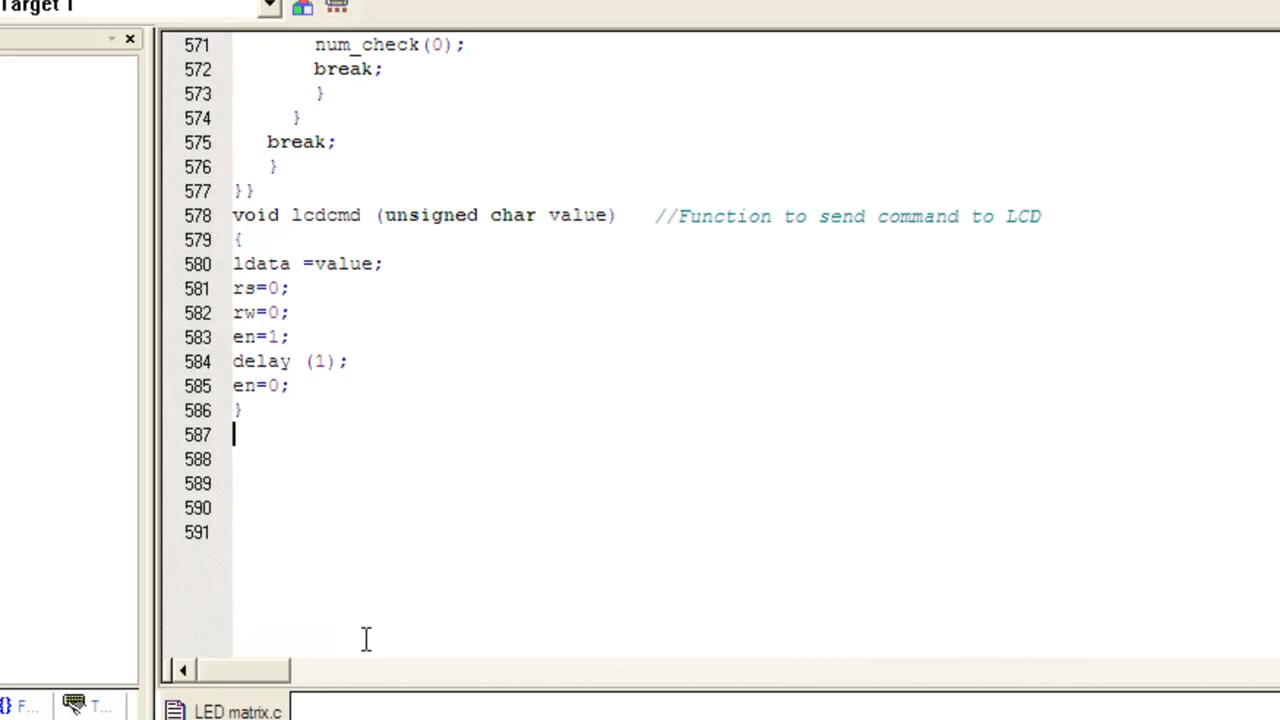 Target 1
571 num_check(0);
572 break;
573 }
574 }
575 break;
576 }
577 }}
578 void lcdcmd (unsigned char value) //Function to send command to LCD
579 {
580 ldata =value;
581 rs=0;
582 rw=0;
583 en=1;
584 delay (1);
585 en=0;
586 }
587
588
589
590
591
{} F... T... LED matrix.c